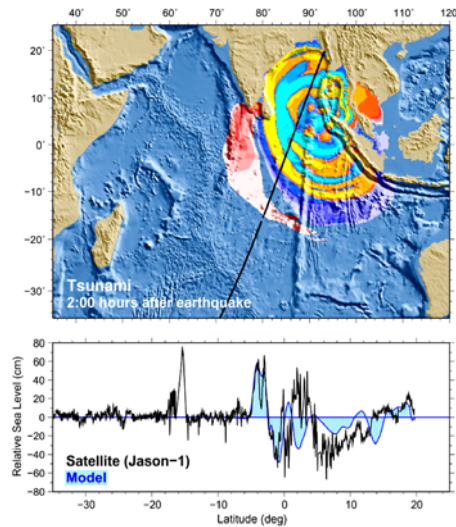 40° 50° 60° 70° 80° 90° 100° 110° 120
20°
10°
0°
-10°
-20°
-30°
Tsunami
2:00 hours after earthquake
Relative Sea Level (cm)
80
60
40
20
0
-20
-40
-60
-80
Satellite (Jason-1)
Model
-30 -20 -10 0 10 20
Latitude (deg)